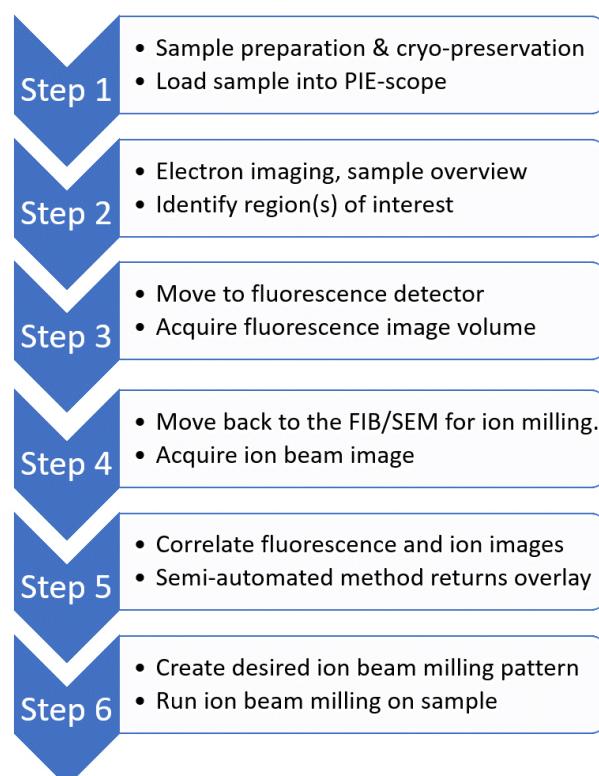 Step 1
• Sample preparation & cryo-preservation
• Load sample into PIE-scope
Step 2
• Electron imaging, sample overview
• Identify region(s) of interest
Step 3
• Move to fluorescence detector
• Acquire fluorescence image volume
Step 4
• Move back to the FIB/SEM for ion milling.
• Acquire ion beam image
Step 5
• Correlate fluorescence and ion images
• Semi-automated method returns overlay
Step 6
• Create desired ion beam milling pattern
• Run ion beam milling on sample